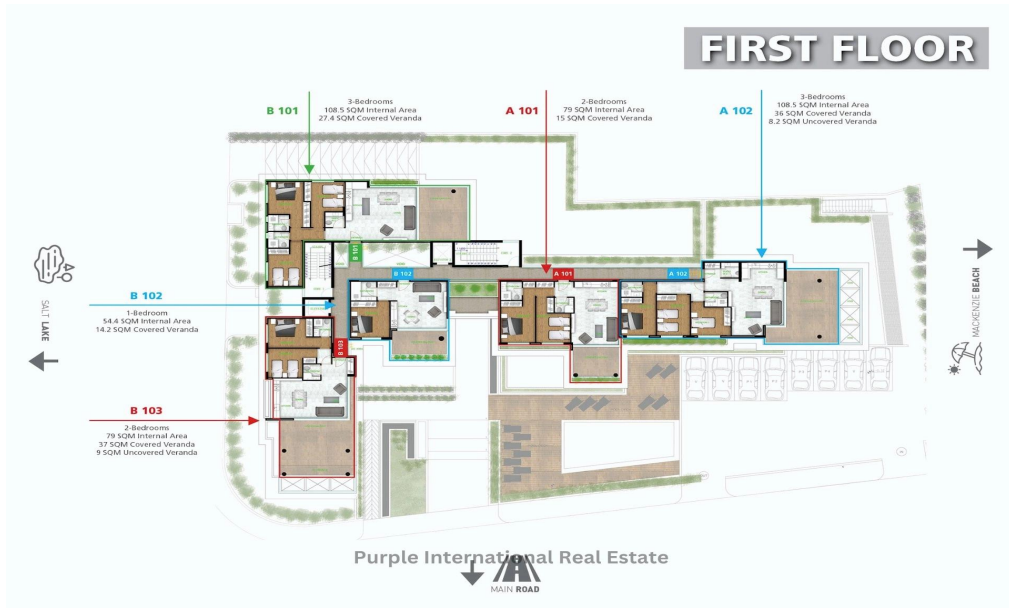 FIRST FLOOR
B 101
3-Bedrooms
108.5 SQM Internal Area
27.4 SQM Covered Veranda
A 101
2-Bedrooms
79 SQM Internal Area
15 SQM Covered Veranda
A 102
3-Bedrooms
108.5 SQM Internal Area
36 SQM Covered Veranda
8.2 SQM Uncovered Veranda
B 101
B 102
A 101
A 102
SALT LAKE
MACKENZIE BEACH
B 102
1-Bedroom
54.4 SQM Internal Area
14.2 SQM Covered Veranda
B 103
B 103
2-Bedrooms
79 SQM Internal Area
37 SQM Covered Veranda
9 SQM Uncovered Veranda
Purple International Real Estate
MAIN ROAD